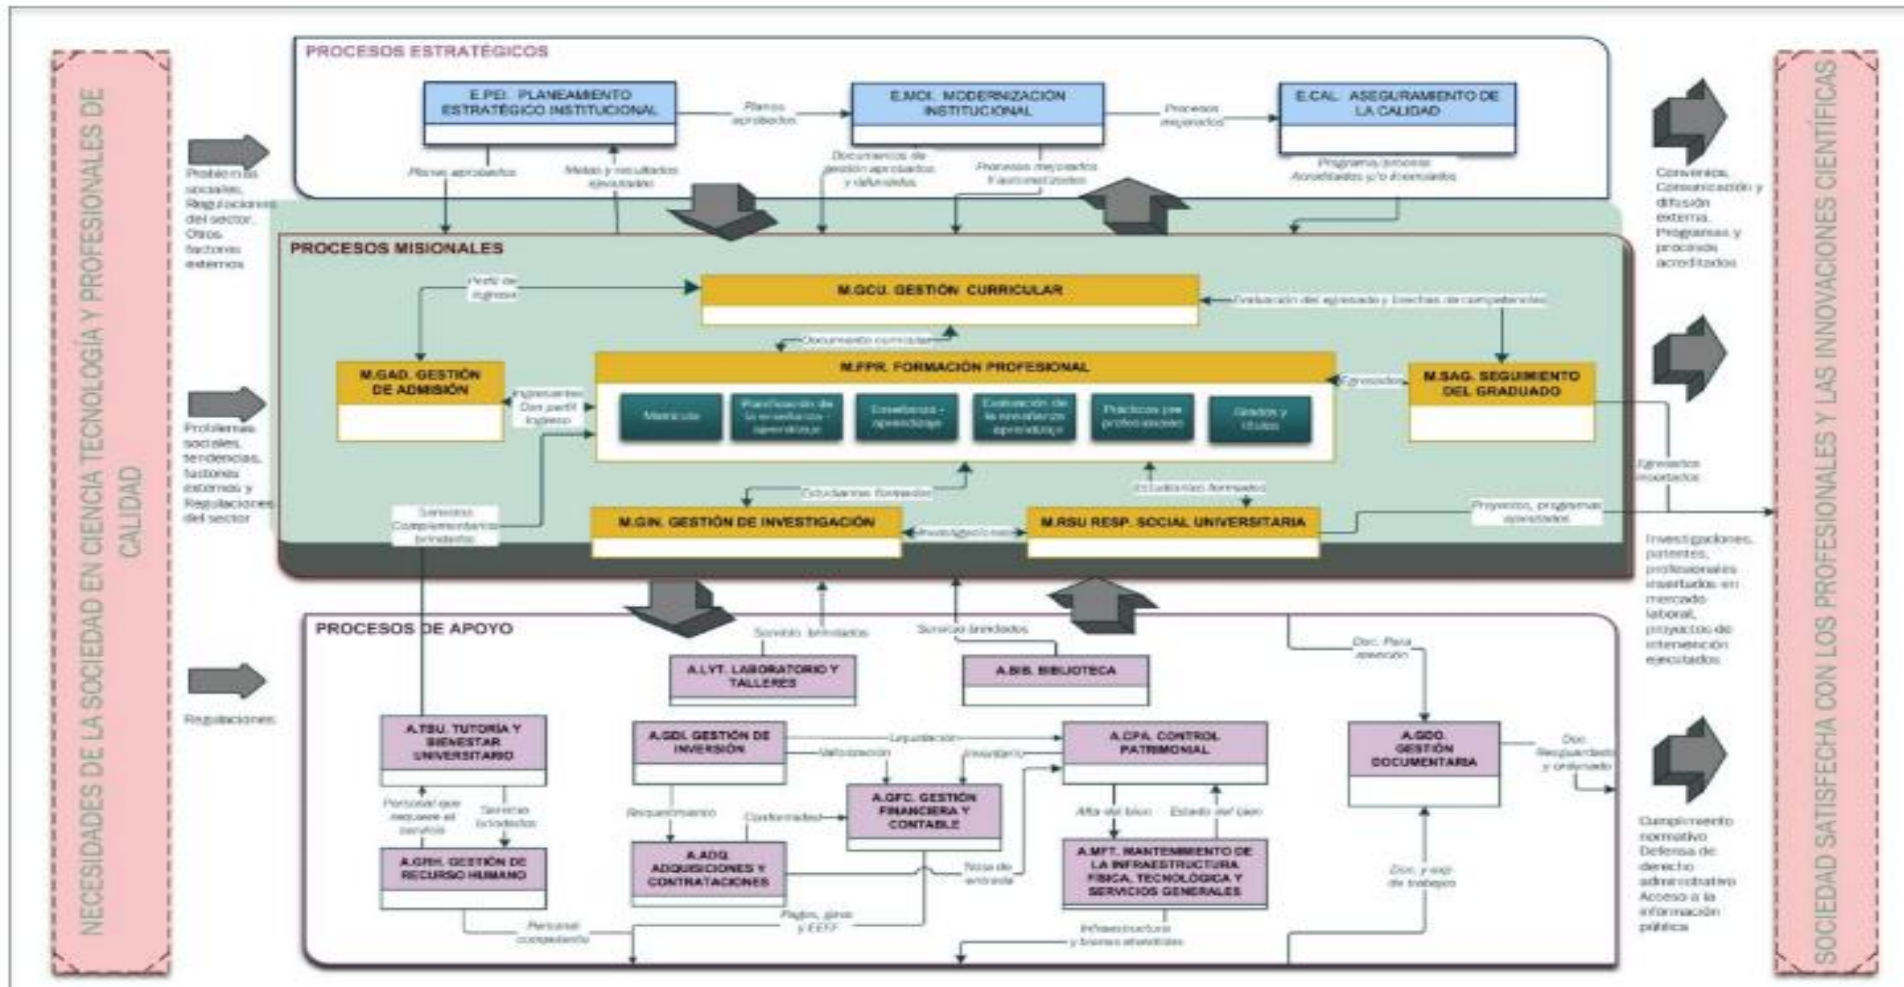 NECESIDADES DE LA SOCIEDAD EN CIENCIA TECNOLOGÍA Y PROFESIONALES DE
CALIDAD
Problemas
sociales,
Regulaciones
del sector.
Otros
factores
externos
Problemas
sociales,
tendencias,
factores
externos y
Regulaciones
del sector
Regulaciones
PROCESOS ESTRATÉGICOS
E.PEI. PLANEAMIENTO
ESTRATÉGICO INSTITUCIONAL
Planes
aprobados
E.MOI. MODERNIZACIÓN
INSTITUCIONAL
Procesos
mejorados
E.CAL. ASEGURAMIENTO DE
LA CALIDAD
Planes aprobados
Metas y resultados
ejecutados
Documentos de
gestión aprobados
y difundidos
Procesos mejorados
Y automatizados
Programa/proceso
Acreditados y/o licenciados
PROCESOS MISIONALES
Perfil de
ingreso
M.GCU. GESTIÓN CURRICULAR
Evaluación del egresado y brechas de competencias
Documento curricular
M.GAD. GESTIÓN
DE ADMISIÓN
Ingresantes
Con perfil
Ingreso
M.FPR. FORMACIÓN PROFESIONAL
Matrícula
Planificación de
la enseñanza -
aprendizaje
Enseñanza -
aprendizaje
Evaluación de
la enseñanza
aprendizaje
Prácticas pre
profesionales
Grados y
títulos
Egresados
M.SAG. SEGUIMIENTO
DEL GRADUADO
Estudiantes formados
Estudiantes formados
Servicios
Complementarios
brindados
M.GIN. GESTIÓN DE INVESTIGACIÓN
Investigaciones
M.RSU RESP. SOCIAL UNIVERSITARIA
Proyectos, programas
ejecutados
Egresados
insertados
PROCESOS DE APOYO
Servicio brindados
Servicio brindados
A.LYT. LABORATORIO Y
TALLERES
A.BIB. BIBLIOTECA
Doc. Para
A.TBU. TUTORÍA Y
BIENESTAR
UNIVERSITARIO
A.GDI. GESTIÓN DE
INVERSIÓN
Liquidación
Valorización
Inventario
A.CPA. CONTROL
PATRIMONIAL
A.GDO.
GESTIÓN
DOCUMENTARIA
Doc.
Resguardado
y ordenado
Personal que
requiere el
servicio
Servicio
brindados
Requerimiento
Conformidad
A.GFC. GESTIÓN
FINANCIERA Y
CONTABLE
Alta del bien
Estado del bien
A.GRH. GESTIÓN DE
RECURSO HUMANO
A.ADQ.
ADQUISICIONES Y
CONTRATACIONES
Nota de
entrada
A.MFT. MANTENIMIENTO DE
LA INFRAESTRUCTURA
FÍSICA, TECNOLÓGICA Y
SERVICIOS GENERALES
Doc. y exp
de trabajos
Personal
competente
Pagos, giros
y EEFF
Infraestructura
y bienes atendidos
Convenios,
Comunicación y
difusión
externa.
Programas y
procesos
acreditados
Investigaciones,
patentes,
profesionales
insertados en
mercado
laboral,
proyectos de
intervención
ejecutados
Cumplimiento
normativo
Defensa de
derecho
administrativo
Acceso a la
información
pública
SOCIEDAD SATISFECHA CON LOS PROFESIONALES Y LAS INNOVACIONES CIENTÍFICAS